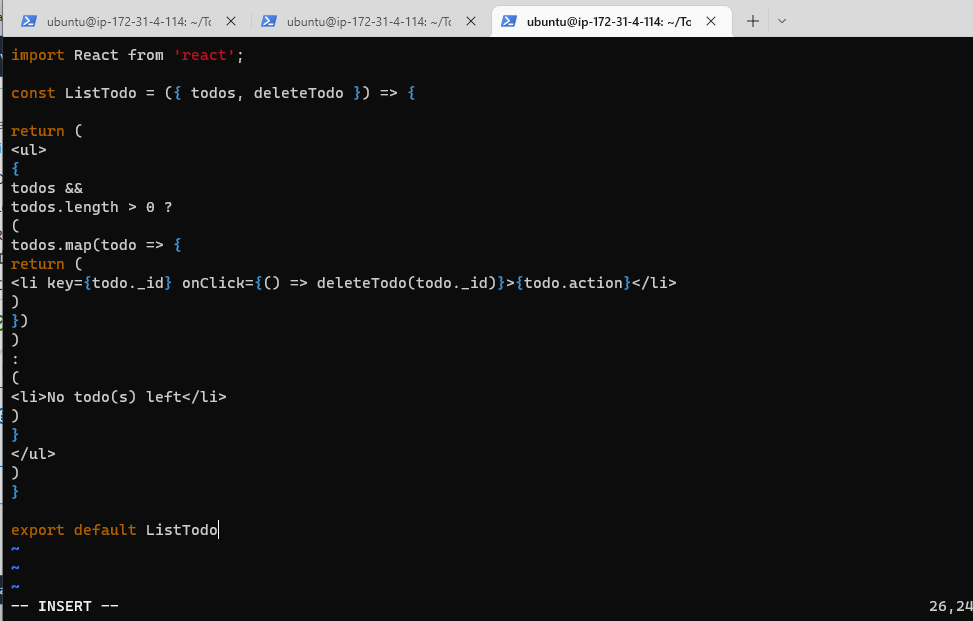 ubuntu@ip-172-31-4-114: ~/To
ubuntu@ip-172-31-4-114: ~/To
ubuntu@ip-172-31-4-114: ~/To
import React from 'react';
const ListTodo = ({ todos, deleteTodo }) => {
return (
<ul>
{
todos &&
todos.length > 0 ?
(
todos.map(todo => {
return (
<li key={todo._id} onClick={() => deleteTodo(todo._id)}>{todo.action}</li>
)
})
)
:
(
<li>No todo(s) left</li>
)
}
</ul>
)
}
export default ListTodo
~
~
~
-- INSERT --
26,24